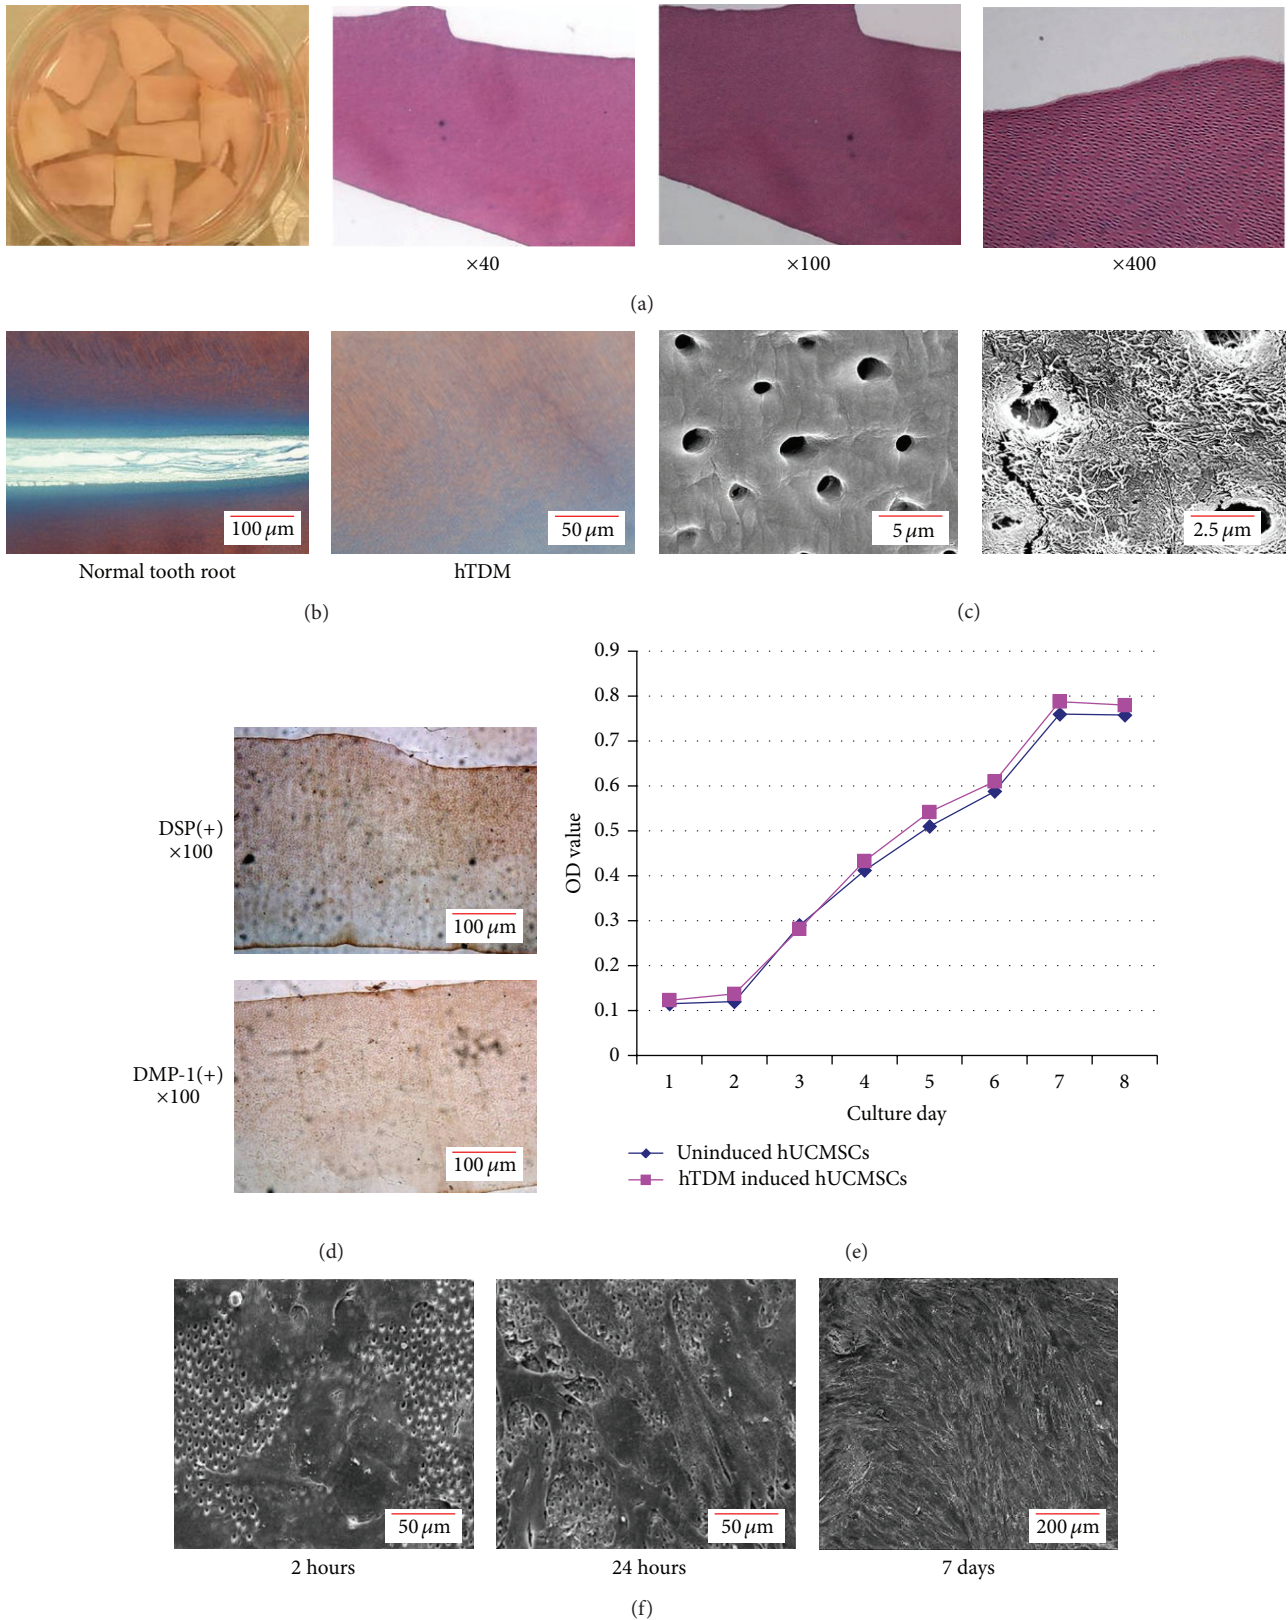 ×40
×100
×400
(a)
100 μm
50 μm
5 μm
2.5 μm
Normal tooth root
hTDM
(b)
(c)
DSP(+)
×100
100 μm
DMP-1(+)
×100
100 μm
(d)
0.9
0.8
0.7
0.6
0.5
0.4
0.3
0.2
0.1
0
OD value
1 2 3 4 5 6 7 8
Culture day
Uninduced hUCMSCs
hTDM induced hUCMSCs
(e)
50 μm
50 μm
200 μm
2 hours
24 hours
7 days
(f)